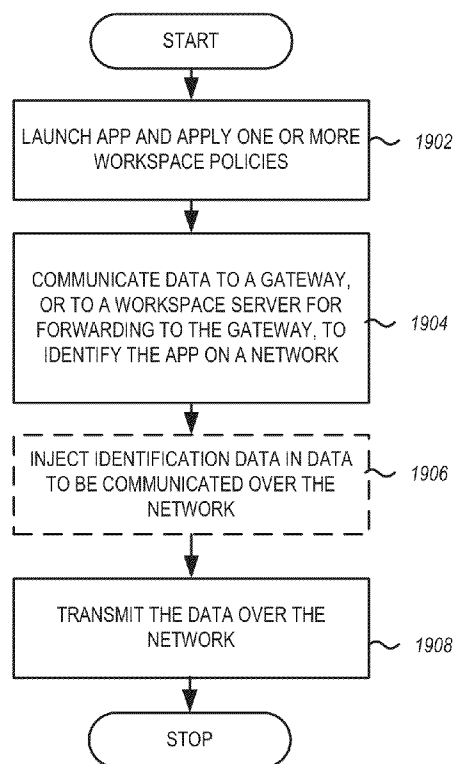 START
LAUNCH APP AND APPLY ONE OR MORE
WORKSPACE POLICIES
1902
COMMUNICATE DATA TO A GATEWAY,
OR TO A WORKSPACE SERVER FOR
FORWARDING TO THE GATEWAY, TO
IDENTIFY THE APP ON A NETWORK
1904
INJECT IDENTIFICATION DATA IN DATA
TO BE COMMUNICATED OVER THE
NETWORK
1906
TRANSMIT THE DATA OVER THE
NETWORK
1908
STOP